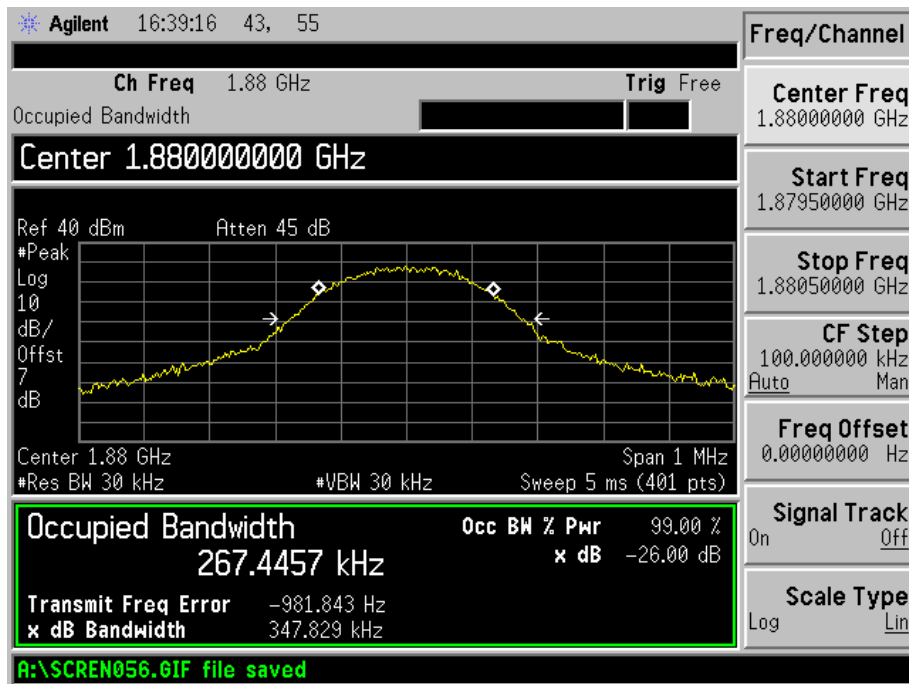 Agilent 16:39:16 43, 55
Freq/Channel
Ch Freq 1.88 GHz Trig Free
Occupied Bandwidth
Center 1.880000000 GHz
Ref 40 dBm Atten 45 dB
#Peak
Log
10
dB/
Offst
7
dB
Center 1.88 GHz Span 1 MHz
#Res BW 30 kHz #VBW 30 kHz Sweep 5 ms (401 pts)
Occupied Bandwidth Occ BW % Pwr 99.00 %
267.4457 kHz x dB -26.00 dB
Transmit Freq Error -981.843 Hz
x dB Bandwidth 347.829 kHz
A:\SCREN056.GIF file saved
Center Freq
1.88000000 GHz
Start Freq
1.87950000 GHz
Stop Freq
1.88050000 GHz
CF Step
100.000000 kHz
Auto Man
Freq Offset
0.00000000 Hz
Signal Track
On Off
Scale Type
Log Lin